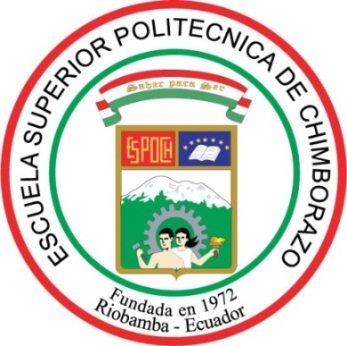 ESCUELA SUPERIOR POLITECNICA DE CHIMBORAZO
Saber para Ser
ESPOCH
Fundada en 1972
Riobamba - Ecuador